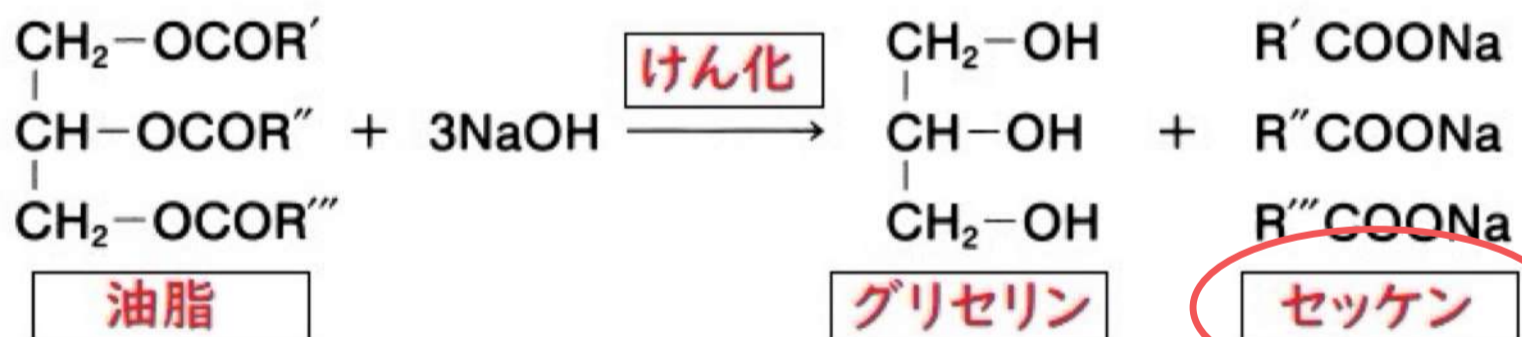 CH₂-OCOR′ けん化 CH₂-OH R′COONa
CH-OCOR″ + 3NaOH ⟶ CH-OH + R″COONa
CH₂-OCOR‴ CH₂-OH R‴COONa
油脂 グリセリン セッケン